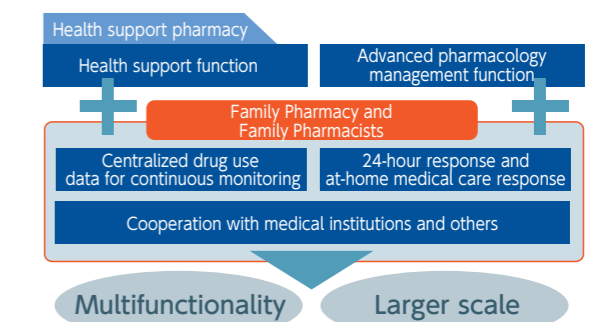 Health support pharmacy
Health support function
Advanced pharmacology
management function
Family Pharmacy and
Family Pharmacists
Centralized drug use
data for continuous monitoring
24-hour response and
at-home medical care response
Cooperation with medical institutions and others
Multifunctionality
Larger scale